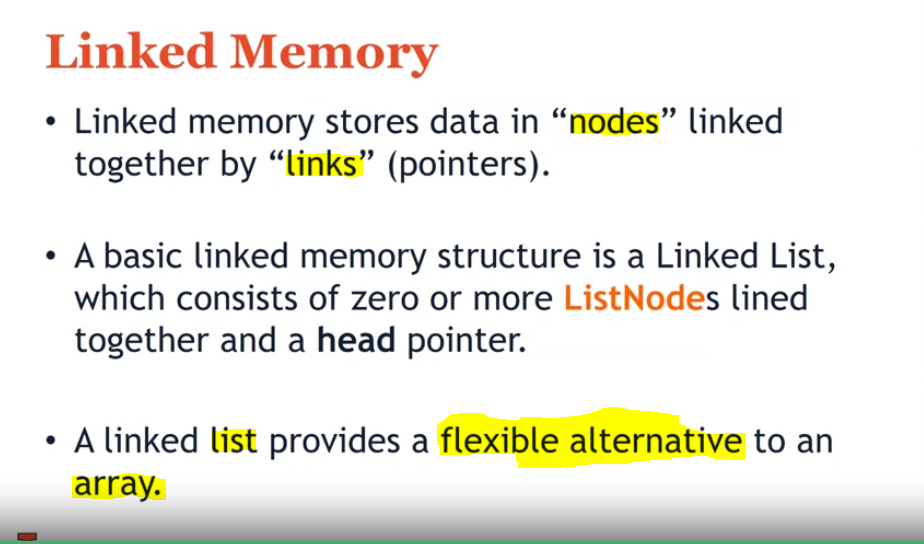 Linked Memory
• Linked memory stores data in “nodes” linked
together by “links” (pointers).
• A basic linked memory structure is a Linked List,
which consists of zero or more ListNodes lined
together and a head pointer.
• A linked list provides a flexible alternative to an
array.